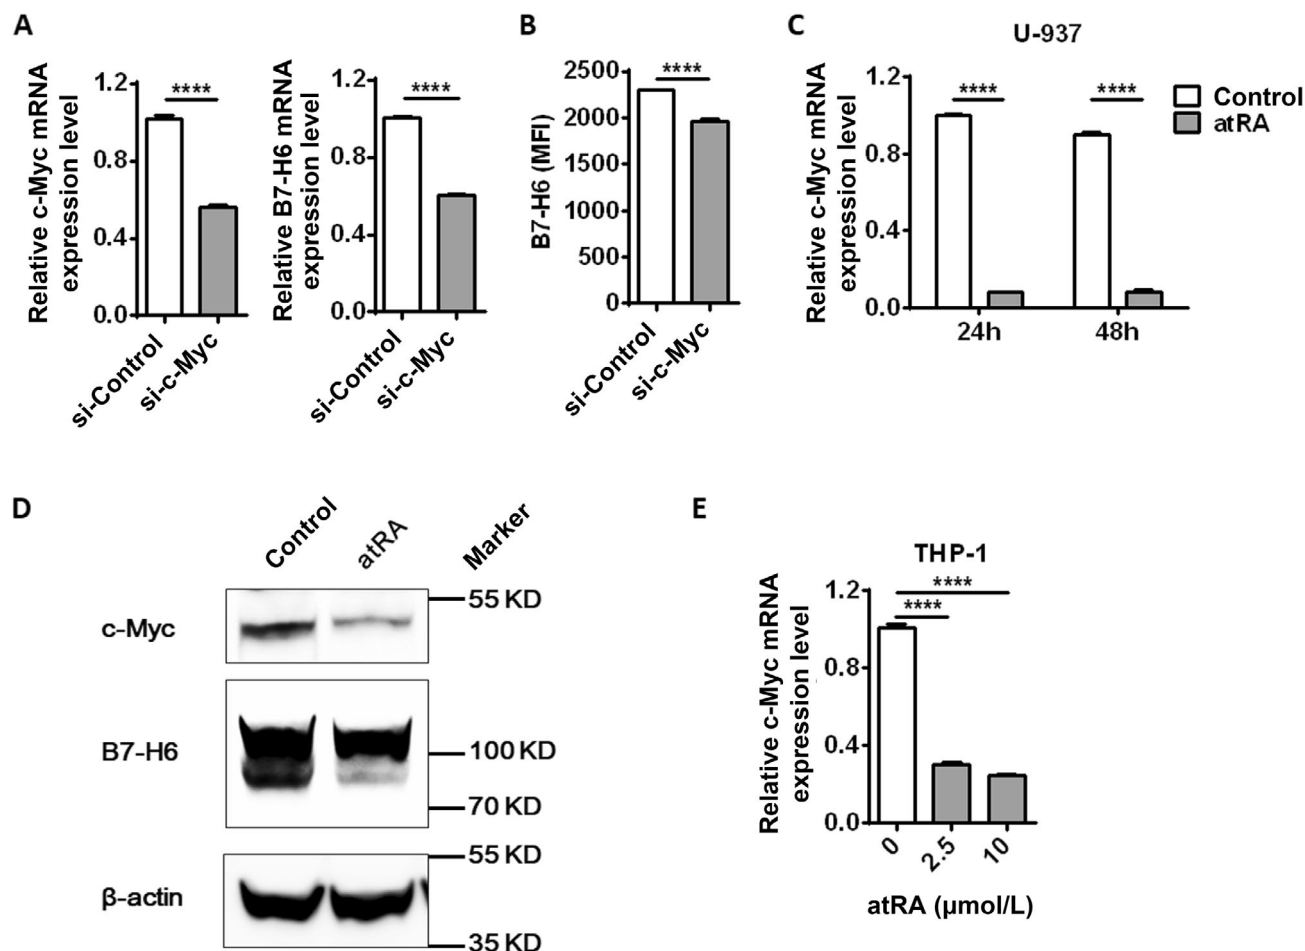 A
Relative c-Myc mRNA
expression level
1.2
0.8
0.4
0.0
****
si-Control
si-c-Myc
Relative B7-H6 mRNA
expression level
1.2
0.8
0.4
0.0
****
si-Control
si-c-Myc
B
B7-H6 (MFI)
2500
2000
1500
1000
500
0
****
si-Control
si-c-Myc
C
U-937
Relative c-Myc mRNA
expression level
1.2
0.8
0.4
0.0
****
****
24h
48h
Control
atRA
D
Control
atRA
Marker
c-Myc
55 KD
B7-H6
100 KD
70 KD
55 KD
β-actin
35 KD
E
THP-1
Relative c-Myc mRNA
expression level
1.2
0.8
0.4
0.0
****
****
0
2.5
10
atRA (μmol/L)